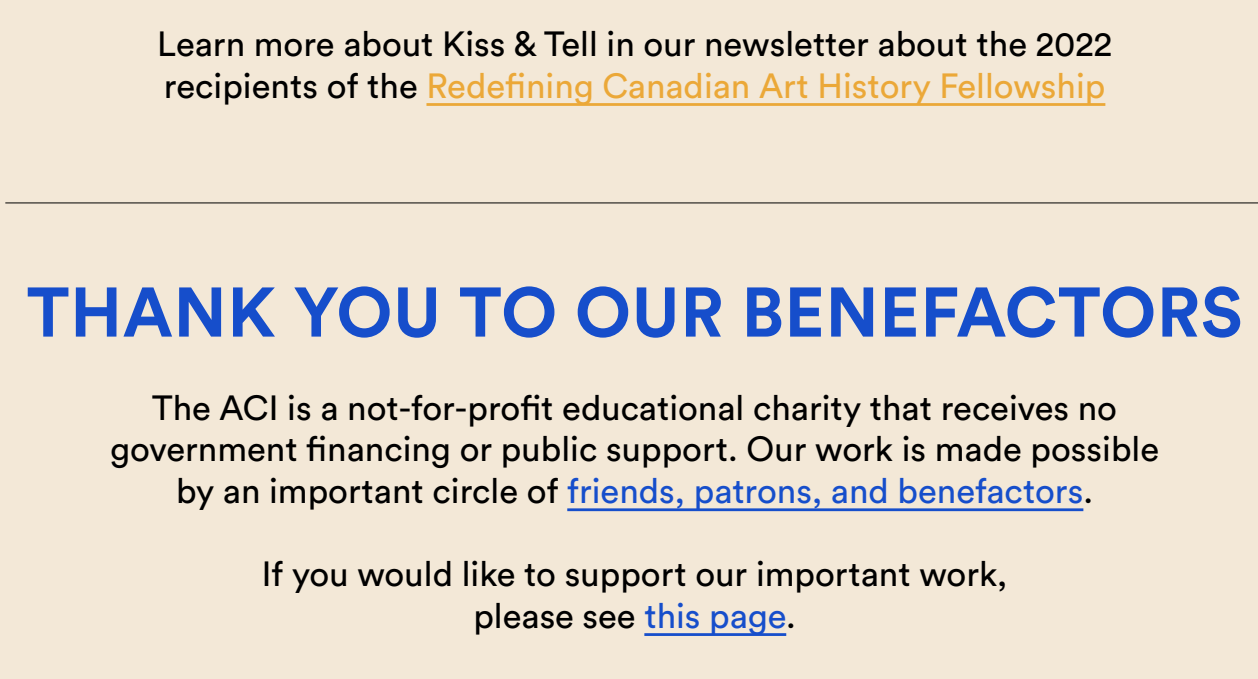 Learn more about Kiss & Tell in our newsletter about the 2022
recipients of the Redefining Canadian Art History Fellowship
THANK YOU TO OUR BENEFACTORS
The ACI is a not-for-profit educational charity that receives no
government financing or public support. Our work is made possible
by an important circle of friends, patrons, and benefactors.
If you would like to support our important work,
please see this page.